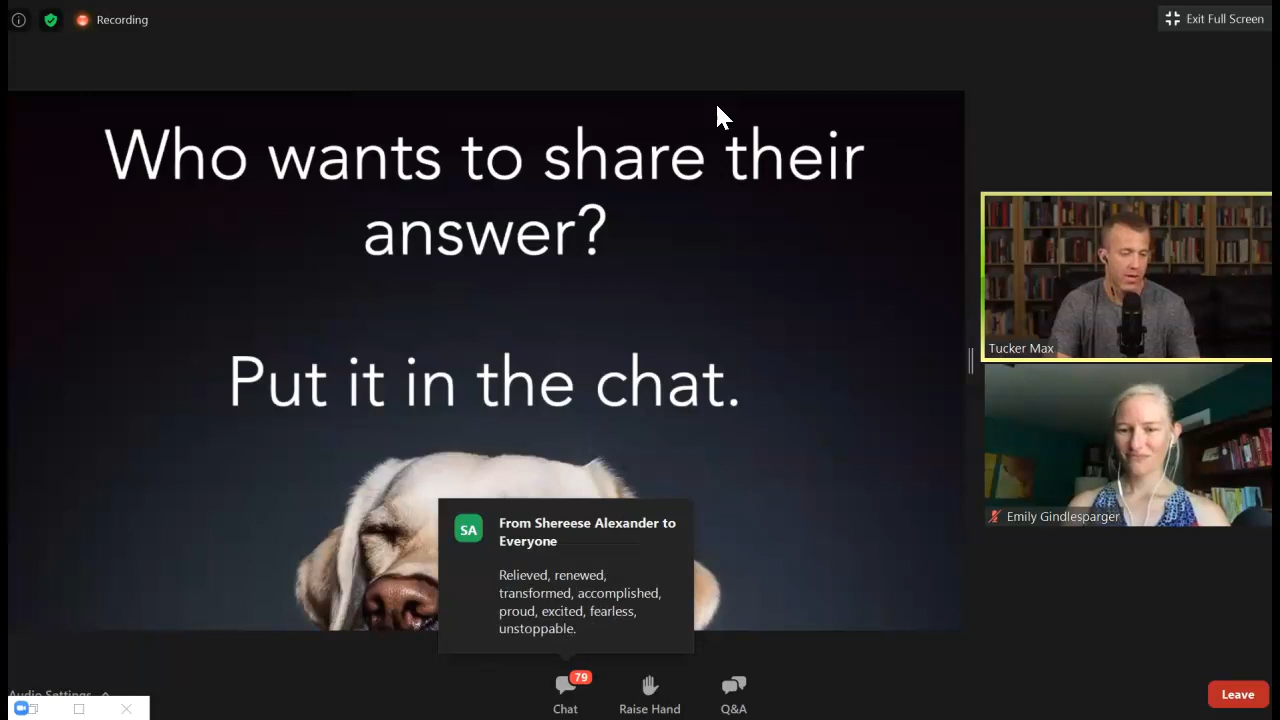 Recording
Exit Full Screen
Who wants to share their
answer?
Put it in the chat.
Tucker Max
Emily Gindlesparger
SA
From Shereese Alexander to
Everyone
Relieved, renewed,
transformed, accomplished,
proud, excited, fearless,
unstoppable.
Audio Settings
79
Chat
Raise Hand
Q&A
Leave